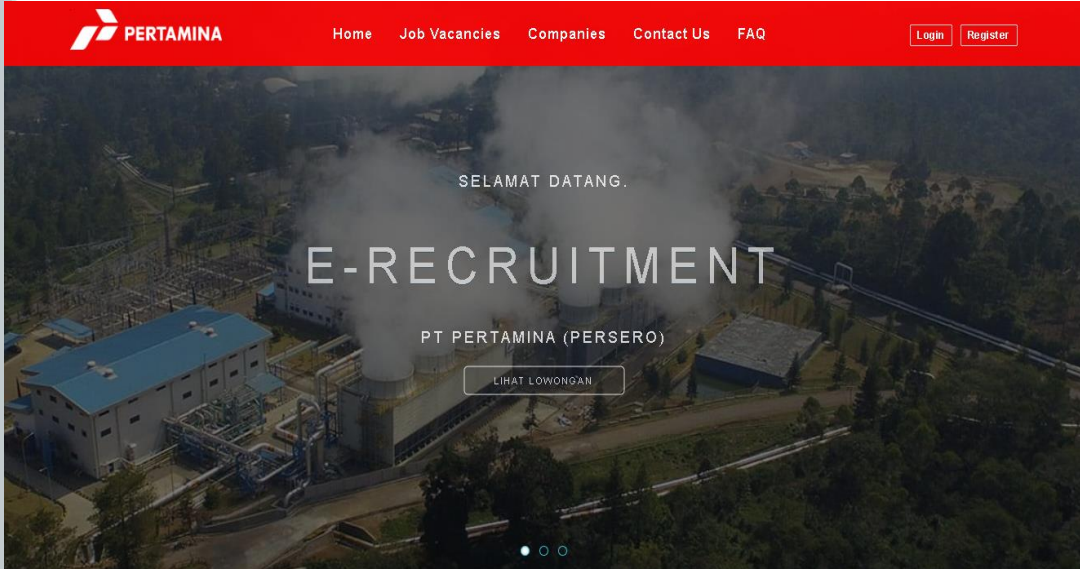 PERTAMINA
Home Job Vacancies Companies Contact Us FAQ
Login Register
SELAMAT DATANG.
E-RECRUITMENT
PT PERTAMINA (PERSERO)
LIHAT LOWONGAN